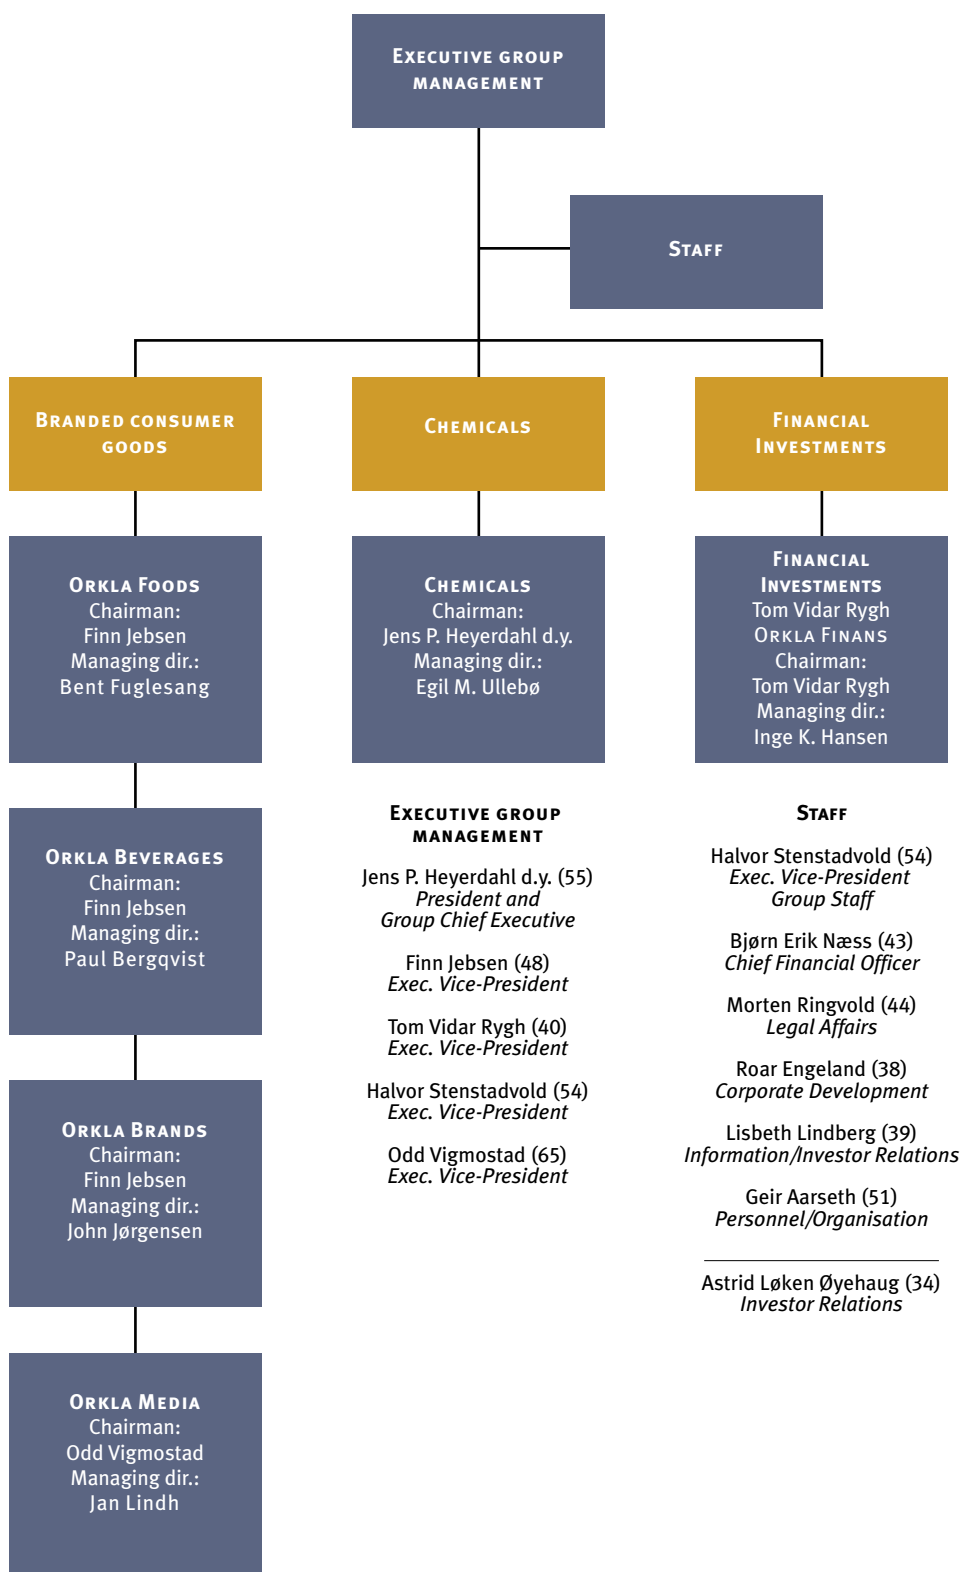 Executive group
management
Staff
Branded consumer
goods
Chemicals
Financial
Investments
Orkla Foods
Chairman:
Finn Jebsen
Managing dir.:
Bent Fuglesang
Chemicals
Chairman:
Jens P. Heyerdahl d.y.
Managing dir.:
Egil M. Ullebø
Financial
Investments
Tom Vidar Rygh
Orkla Finans
Chairman:
Tom Vidar Rygh
Managing dir.:
Inge K. Hansen
Orkla Beverages
Chairman:
Finn Jebsen
Managing dir.:
Paul Bergqvist
Orkla Brands
Chairman:
Finn Jebsen
Managing dir.:
John Jørgensen
Orkla Media
Chairman:
Odd Vigmostad
Managing dir.:
Jan Lindh
Executive group
management
Jens P. Heyerdahl d.y. (55)
President and
Group Chief Executive
Finn Jebsen (48)
Exec. Vice-President
Tom Vidar Rygh (40)
Exec. Vice-President
Halvor Stenstadvold (54)
Exec. Vice-President
Odd Vigmostad (65)
Exec. Vice-President
Staff
Halvor Stenstadvold (54)
Exec. Vice-President
Group Staff
Bjørn Erik Næss (43)
Chief Financial Officer
Morten Ringvold (44)
Legal Affairs
Roar Engeland (38)
Corporate Development
Lisbeth Lindberg (39)
Information/Investor Relations
Geir Aarseth (51)
Personnel/Organisation
Astrid Løken Øyehaug (34)
Investor Relations